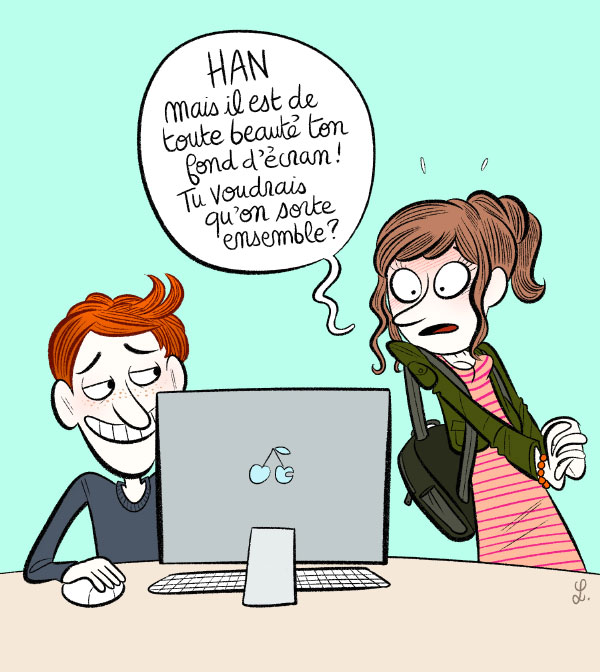 HAN
mais il est de
toute beauté ton
fond d'écran !
Tu voudrais
qu'on sorte
ensemble ?
L.